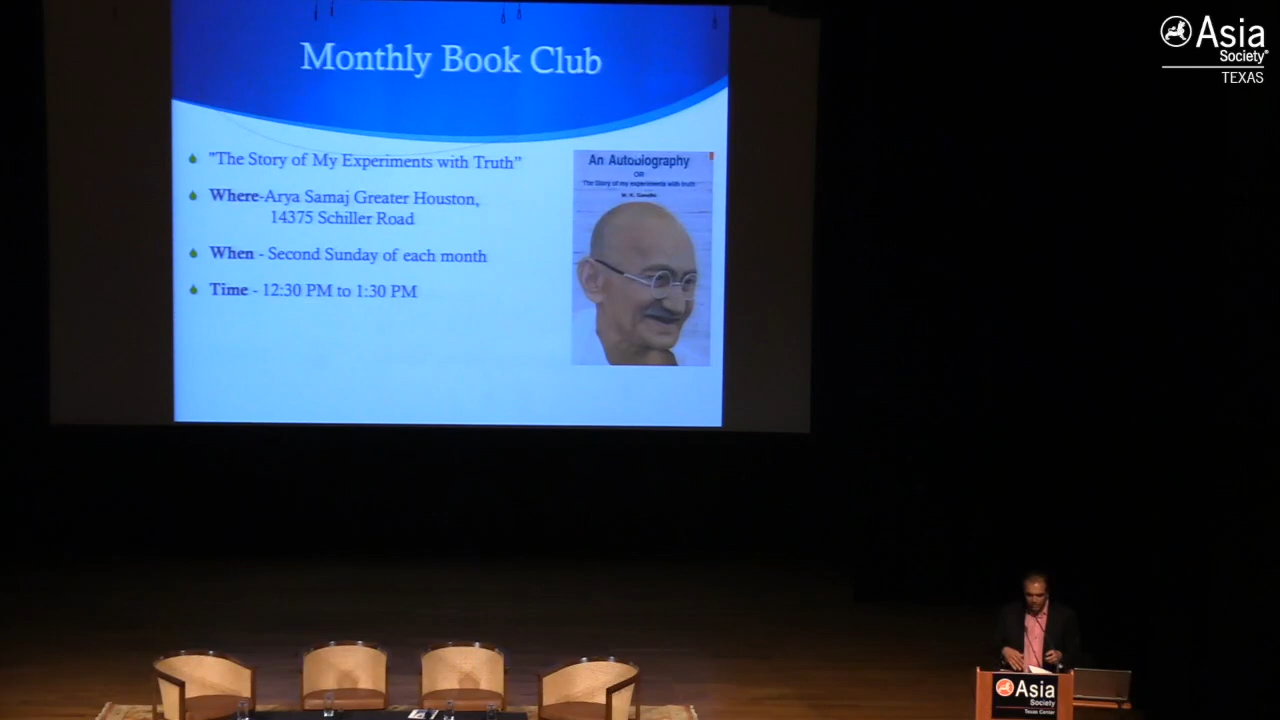 Asia
Society®
TEXAS
Monthly Book Club
"The Story of My Experiments with Truth"
Where-Arya Samaj Greater Houston,
14375 Schiller Road
When - Second Sunday of each month
Time - 12:30 PM to 1:30 PM
An Autobiography
OR
The Story of my experiments with truth
M. K. Gandhi
Asia
Society
Texas Center